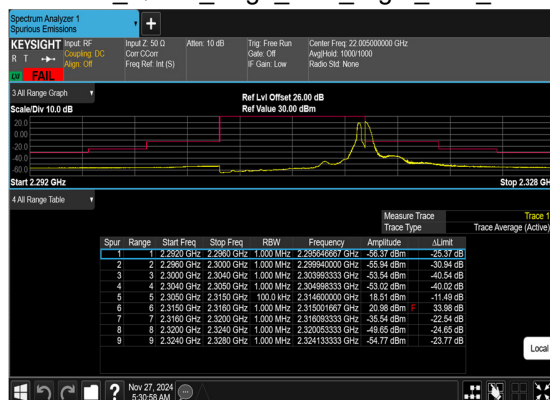 Spectrum Analyzer 1
Spurious Emissions
+
KEYSIGHT Input: RF Input Z: 50 Ω Atten: 10 dB Trig: Free Run Center Freq: 22.005000000 GHz
R T Coupling: DC Corr CCorr Gate: Off Avg|Hold: 1000/1000
Align: Off Freq Ref: Int (S) IF Gain: Low Radio Std: None
FAIL
3 All Range Graph Ref Lvl Offset 26.00 dB
Scale/Div 10.0 dB Ref Value 30.00 dBm
20.0
0.00
-20.0
-40.0
-60.0
Start 2.292 GHz Stop 2.328 GH
4 All Range Table
Measure Trace Trace 1
Trace Type Trace Average (Active)
Spur Range Start Freq Stop Freq RBW Frequency Amplitude ΔLimit
1 1 2.2920 GHz 2.2960 GHz 1.000 MHz 2.295646667 GHz -56.37 dBm -25.37 dB
2 2 2.2960 GHz 2.3000 GHz 1.000 MHz 2.299940000 GHz -55.94 dBm -30.94 dB
3 3 2.3000 GHz 2.3040 GHz 1.000 MHz 2.303993333 GHz -53.54 dBm -40.54 dB
4 4 2.3040 GHz 2.3050 GHz 1.000 MHz 2.304998333 GHz -53.02 dBm -40.02 dB
5 5 2.3050 GHz 2.3150 GHz 100.0 kHz 2.314600000 GHz 18.51 dBm -11.49 dB
6 6 2.3150 GHz 2.3160 GHz 1.000 MHz 2.315001667 GHz 20.98 dBm F 33.98 dB
7 7 2.3160 GHz 2.3200 GHz 1.000 MHz 2.316093333 GHz -35.54 dBm -22.54 dB
8 8 2.3200 GHz 2.3240 GHz 1.000 MHz 2.320053333 GHz -49.65 dBm -24.65 dB
9 9 2.3240 GHz 2.3280 GHz 1.000 MHz 2.324133333 GHz -54.77 dBm -23.77 dB
Local
? Nov 27, 2024
5:30:58 AM